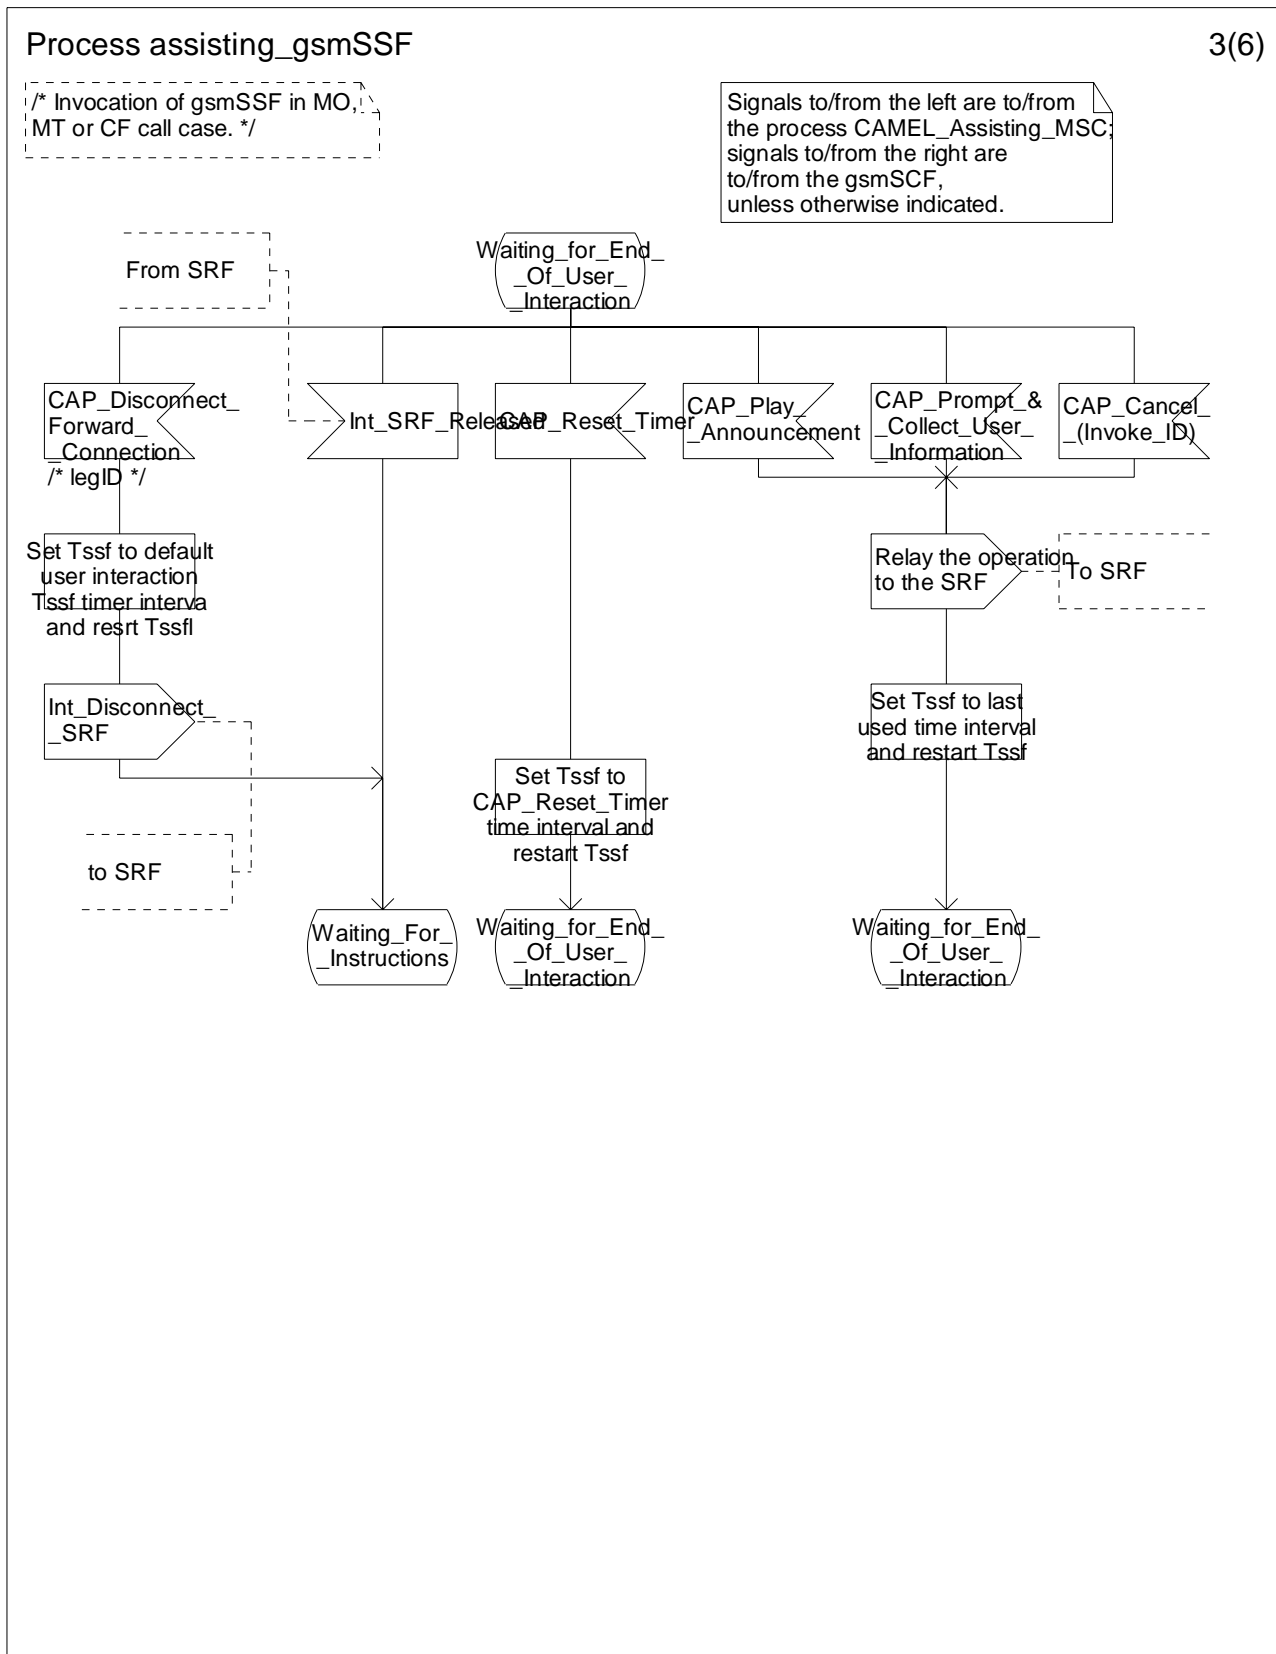 Process assisting_gsmSSF
3(6)
/* Invocation of gsmSSF in MO,
MT or CF call case. */
Signals to/from the left are to/from
the process CAMEL_Assisting_MSC;
signals to/from the right are
to/from the gsmSCF,
unless otherwise indicated.
From SRF
Waiting_for_End_
_Of_User_
_Interaction
CAP_Disconnect_
Forward_
_Connection
/* legID */
Int_SRF_Released
CAP_Reset_Timer
CAP_Play_
_Announcement
CAP_Prompt_&
_Collect_User_
_Information
CAP_Cancel_
_(Invoke_ID)
Set Tssf to default
user interaction
Tssf timer interva
and resrt Tssfl
Relay the operation
to the SRF
To SRF
Int_Disconnect_
_SRF
Set Tssf to last
used time interval
and restart Tssf
Set Tssf to
CAP_Reset_Timer
time interval and
restart Tssf
to SRF
Waiting_For_
_Instructions
Waiting_for_End_
_Of_User_
_Interaction
Waiting_for_End_
_Of_User_
_Interaction